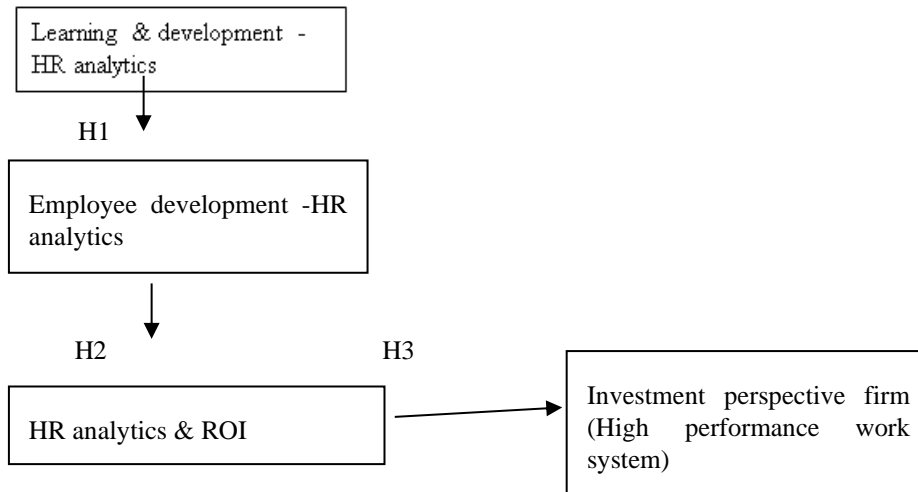 Learning & development -
HR analytics
H1
Employee development -HR
analytics
H2
H3
HR analytics & ROI
Investment perspective firm
(High performance work
system)